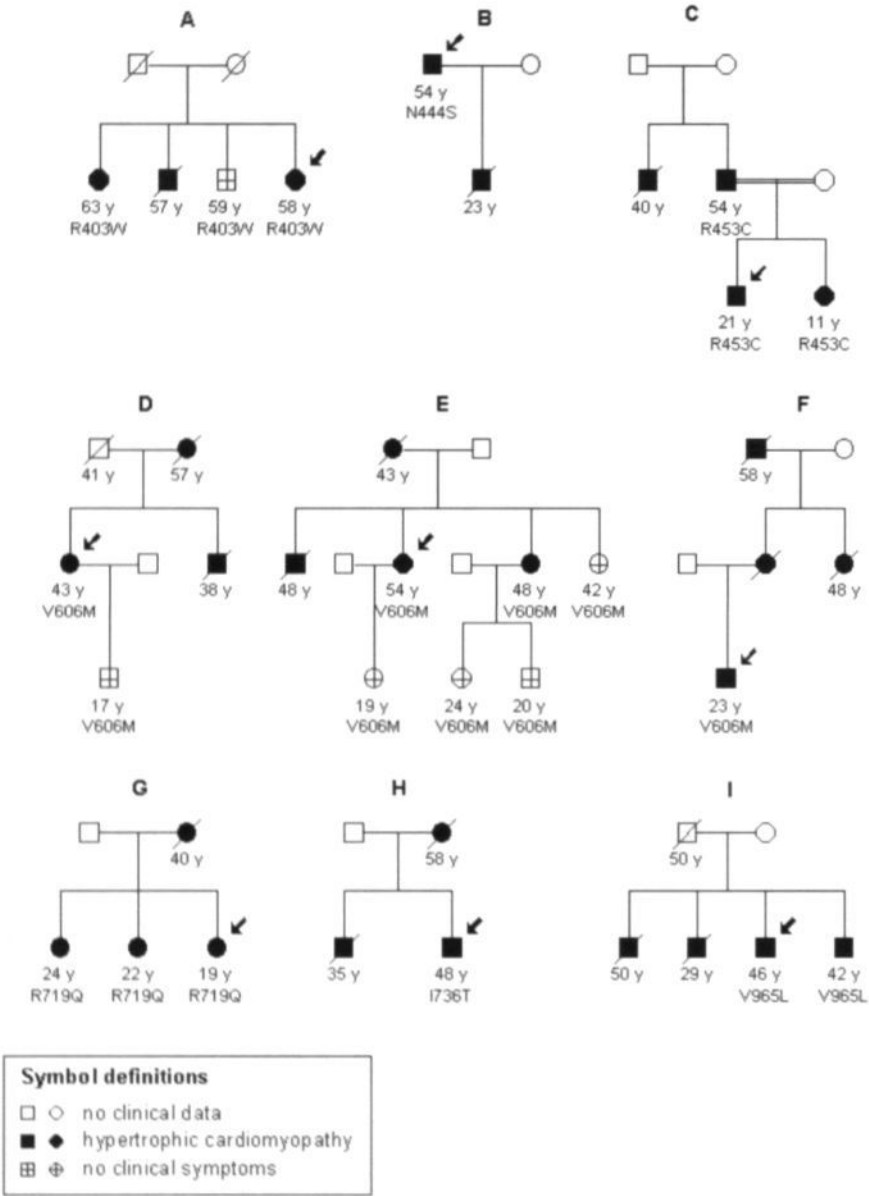 A B C
54 y
N444S
63 y 57 y 59 y 58 y 23 y 40 y 54 y
R403W R403W R403W R453C
21 y 11 y
R453C R453C
D E F
41 y 57 y 43 y 58 y
43 y 38 y 48 y 54 y 48 y 42 y 48 y
V606M V606M V606M V606M
17 y 19 y 24 y 20 y 23 y
V606M V606M V606M V606M V606M
G H I
40 y 58 y 50 y
24 y 22 y 19 y 35 y 48 y 50 y 29 y 46 y 42 y
R719Q R719Q R719Q I736T V965L V965L
Symbol definitions
no clinical data
hypertrophic cardiomyopathy
no clinical symptoms